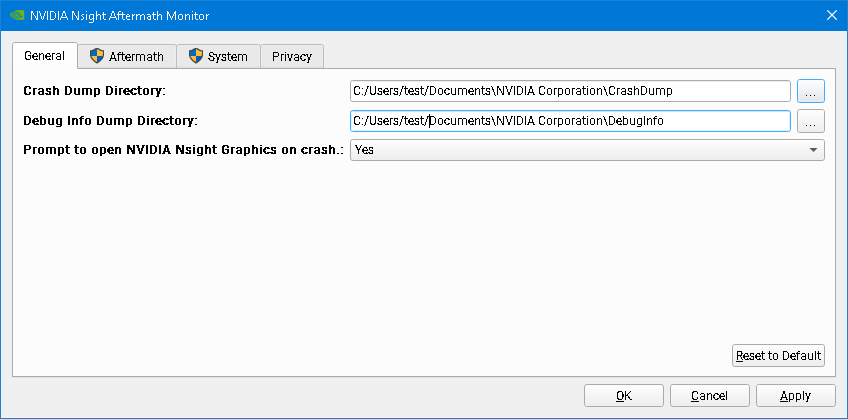 NVIDIA Nsight Aftermath Monitor
General Aftermath System Privacy
Crash Dump Directory: C:/Users/test/Documents\NVIDIA Corporation\CrashDump ...
Debug Info Dump Directory: C:/Users/test/Documents\NVIDIA Corporation\DebugInfo ...
Prompt to open NVIDIA Nsight Graphics on crash.: Yes
Reset to Default
OK Cancel Apply